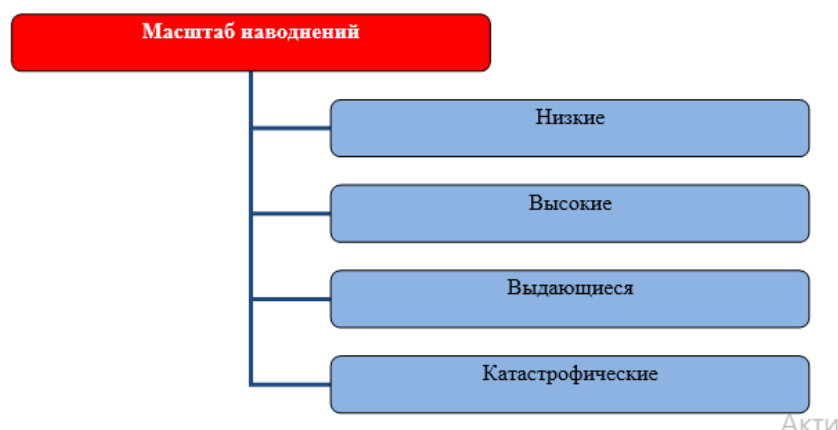 Масштаб наводнений
Низкие
Высокие
Выдающиеся
Катастрофические
Акти